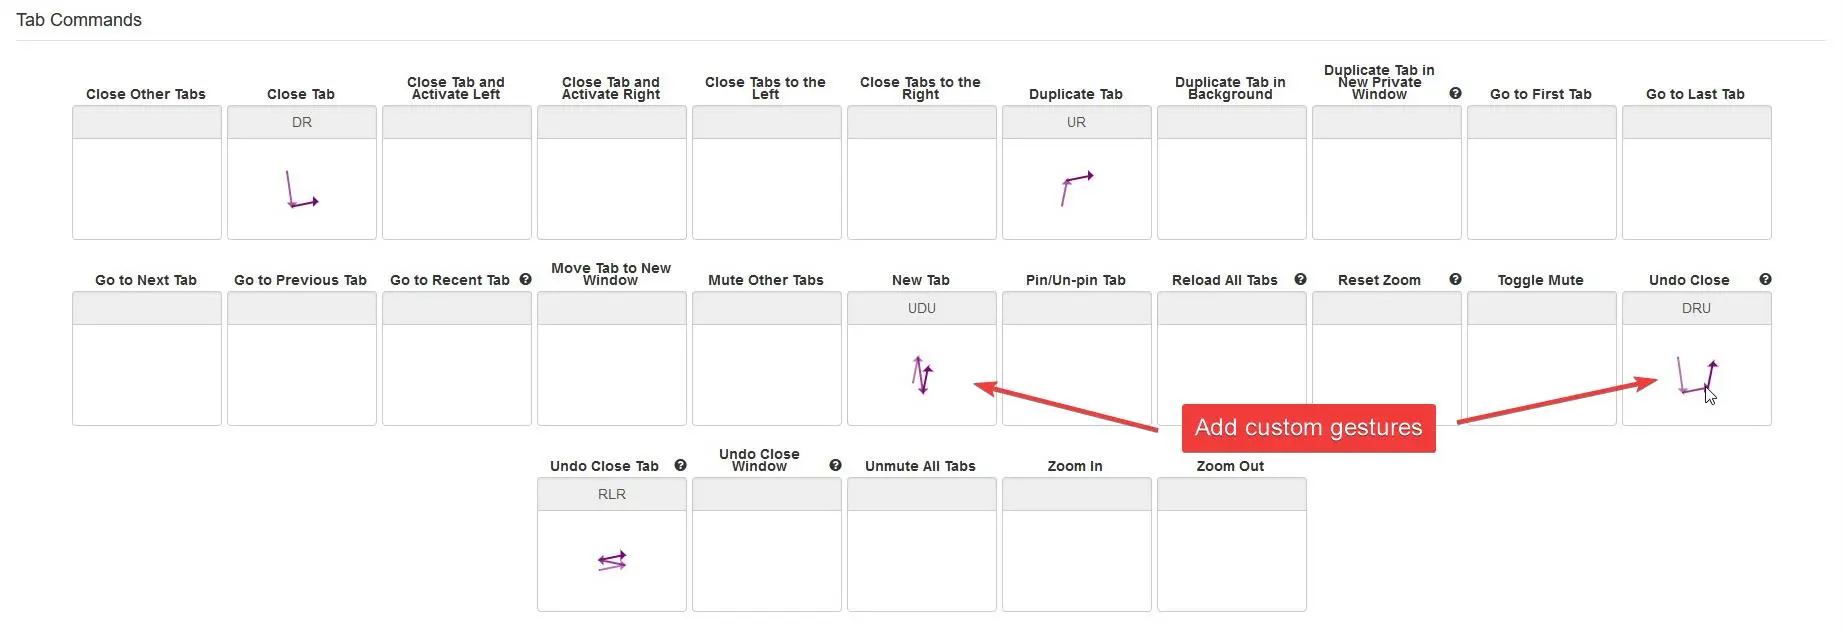 Tab Commands
Close Other Tabs
Close Tab
DR
Close Tab and
Activate Left
Close Tab and
Activate Right
Close Tabs to the
Left
Close Tabs to the
Right
Duplicate Tab
UR
Duplicate Tab in
Background
Duplicate Tab in
New Private
Window
Go to First Tab
Go to Last Tab
Go to Next Tab
Go to Previous Tab
Go to Recent Tab
Move Tab to New
Window
Mute Other Tabs
New Tab
UDU
Pin/Un-pin Tab
Reload All Tabs
Reset Zoom
Toggle Mute
Undo Close
DRU
Add custom gestures
Undo Close Tab
RLR
Undo Close
Window
Unmute All Tabs
Zoom In
Zoom Out